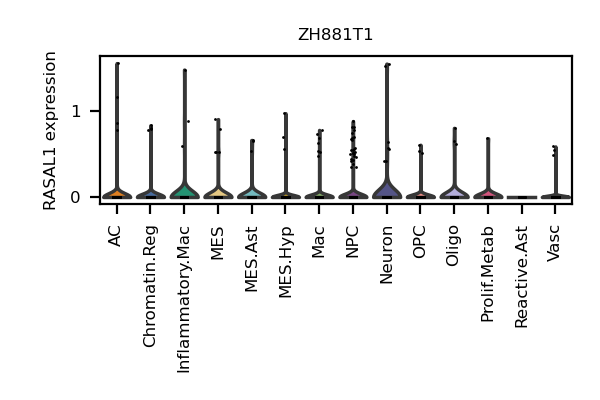 ZH881T1
RASAL1 expression
1
0
AC
Chromatin.Reg
Inflammatory.Mac
MES
MES.Ast
MES.Hyp
Mac
NPC
Neuron
OPC
Oligo
Prolif.Metab
Reactive.Ast
Vasc